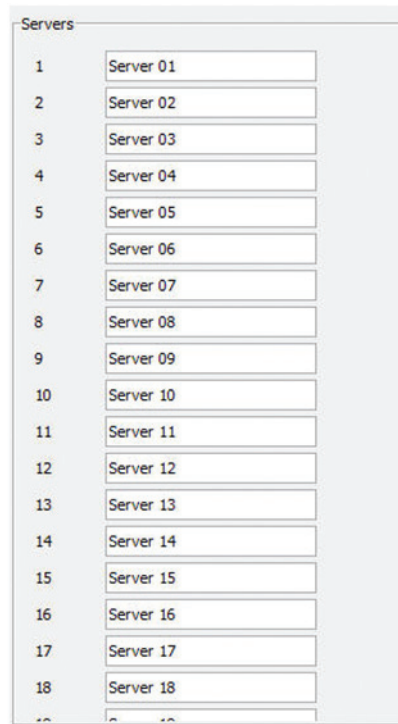 Servers
1 Server 01
2 Server 02
3 Server 03
4 Server 04
5 Server 05
6 Server 06
7 Server 07
8 Server 08
9 Server 09
10 Server 10
11 Server 11
12 Server 12
13 Server 13
14 Server 14
15 Server 15
16 Server 16
17 Server 17
18 Server 18